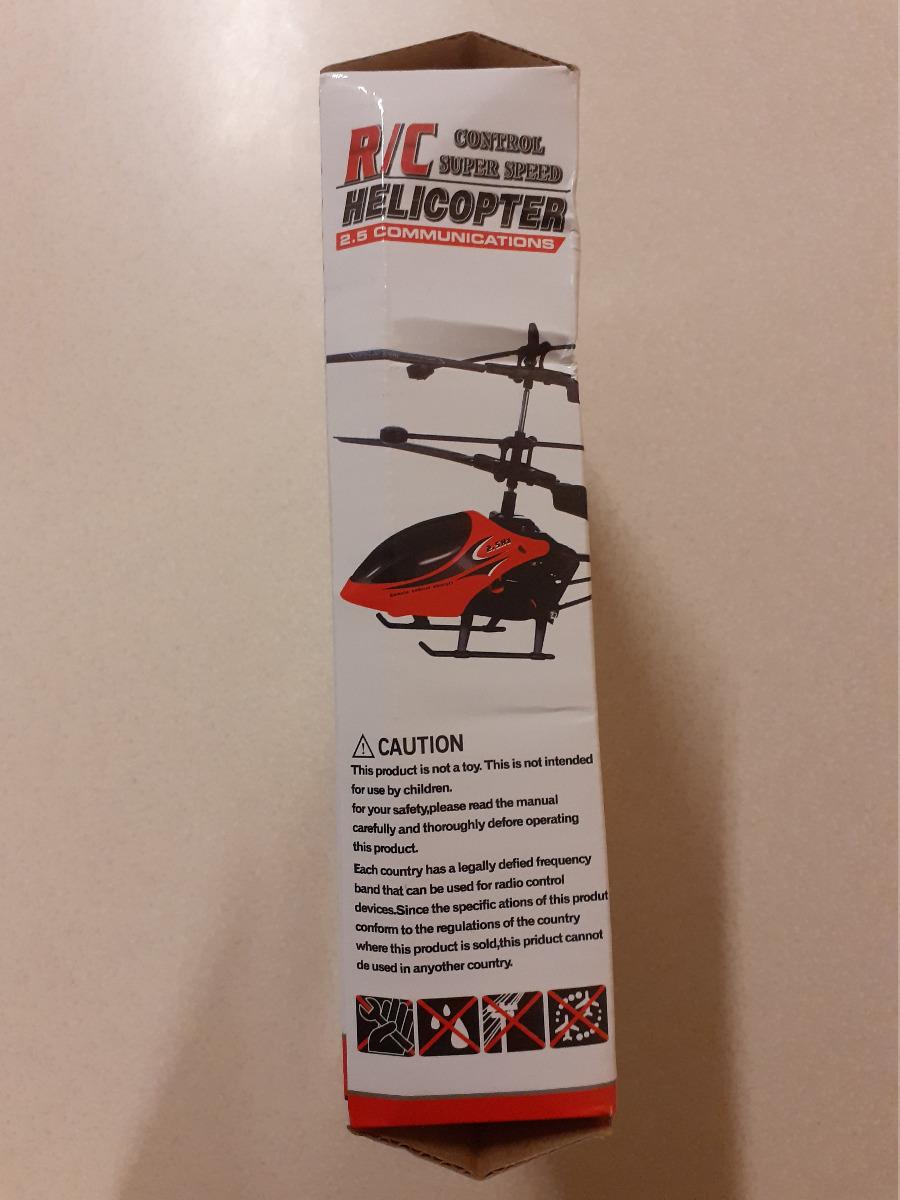 R/C CONTROL
SUPER SPEED
HELICOPTER
2.5 COMMUNICATIONS
CAUTION
This product is not a toy. This is not intended
for use by children.
for your safety,please read the manual
carefully and thoroughly defore operating
this product.
Each country has a legally defied frequency
band that can be used for radio control
devices.Since the specific ations of this produt
conform to the regulations of the country
where this product is sold,this priduct cannot
de used in anyother country.